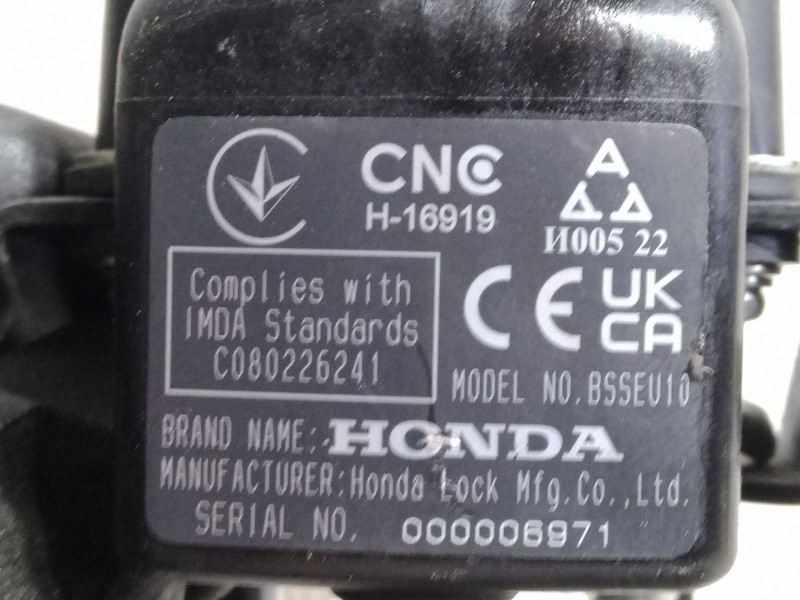 CNC
H-16919
И005 22
Complies with
IMDA Standards
C080226241
CE
UK
CA
MODEL NO.BSSEU10
BRAND NAME: HONDA
MANUFACTURER:Honda Lock Mfg.Co.,Ltd.
SERIAL NO. 000006971